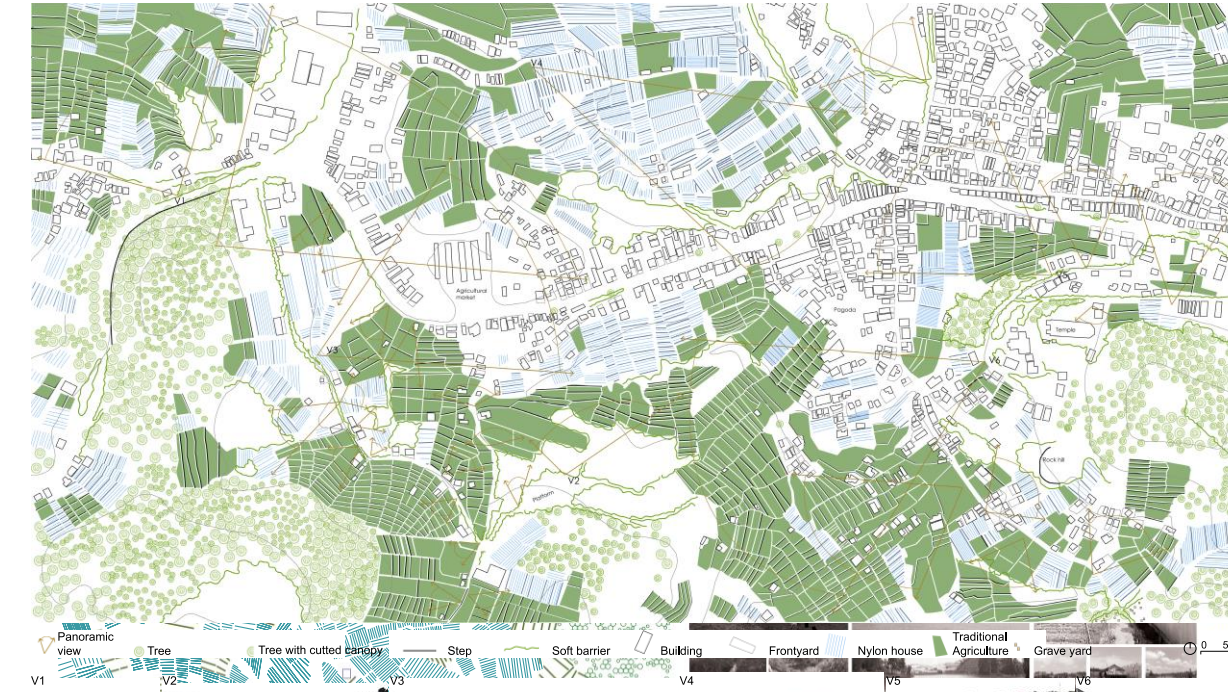 V4
V1
Agricultural
market
Pagoda
V5
Temple
V3
V6
Rock hill
V2
Platform
Panoramic
view
Tree
Tree with cutted canopy
Step
Soft barrier
Building
Frontyard
Nylon house
Traditional
Agriculture
Grave yard
0 5
V1 V2 V3 V4 V5 V6